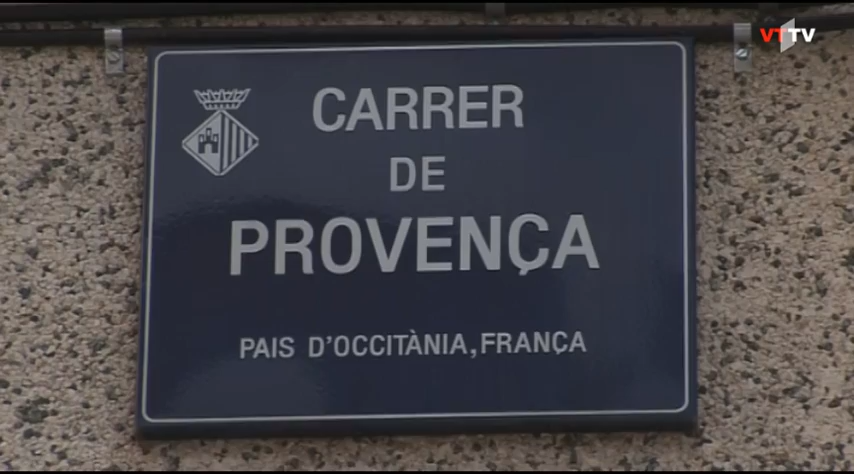 VTTV
CARRER
DE
PROVENÇA
PAIS D'OCCITÀNIA, FRANÇA